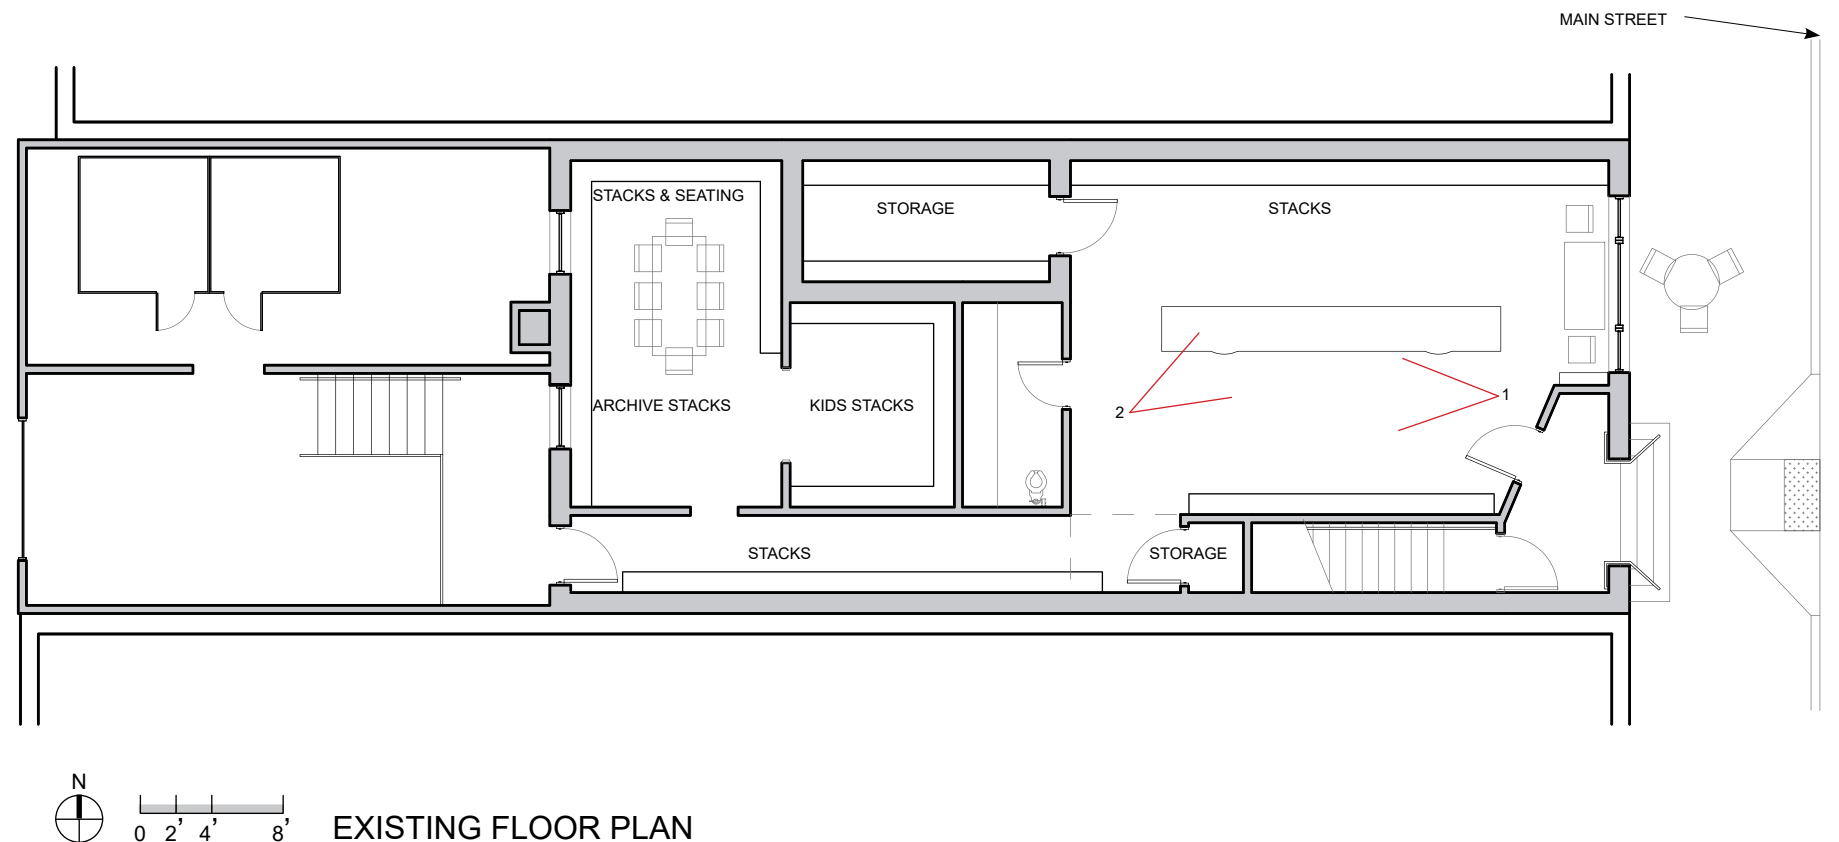 MAIN STREET
STACKS & SEATING
STORAGE
STACKS
ARCHIVE STACKS
KIDS STACKS
2
1
STACKS
STORAGE
N
0 2' 4' 8'
EXISTING FLOOR PLAN